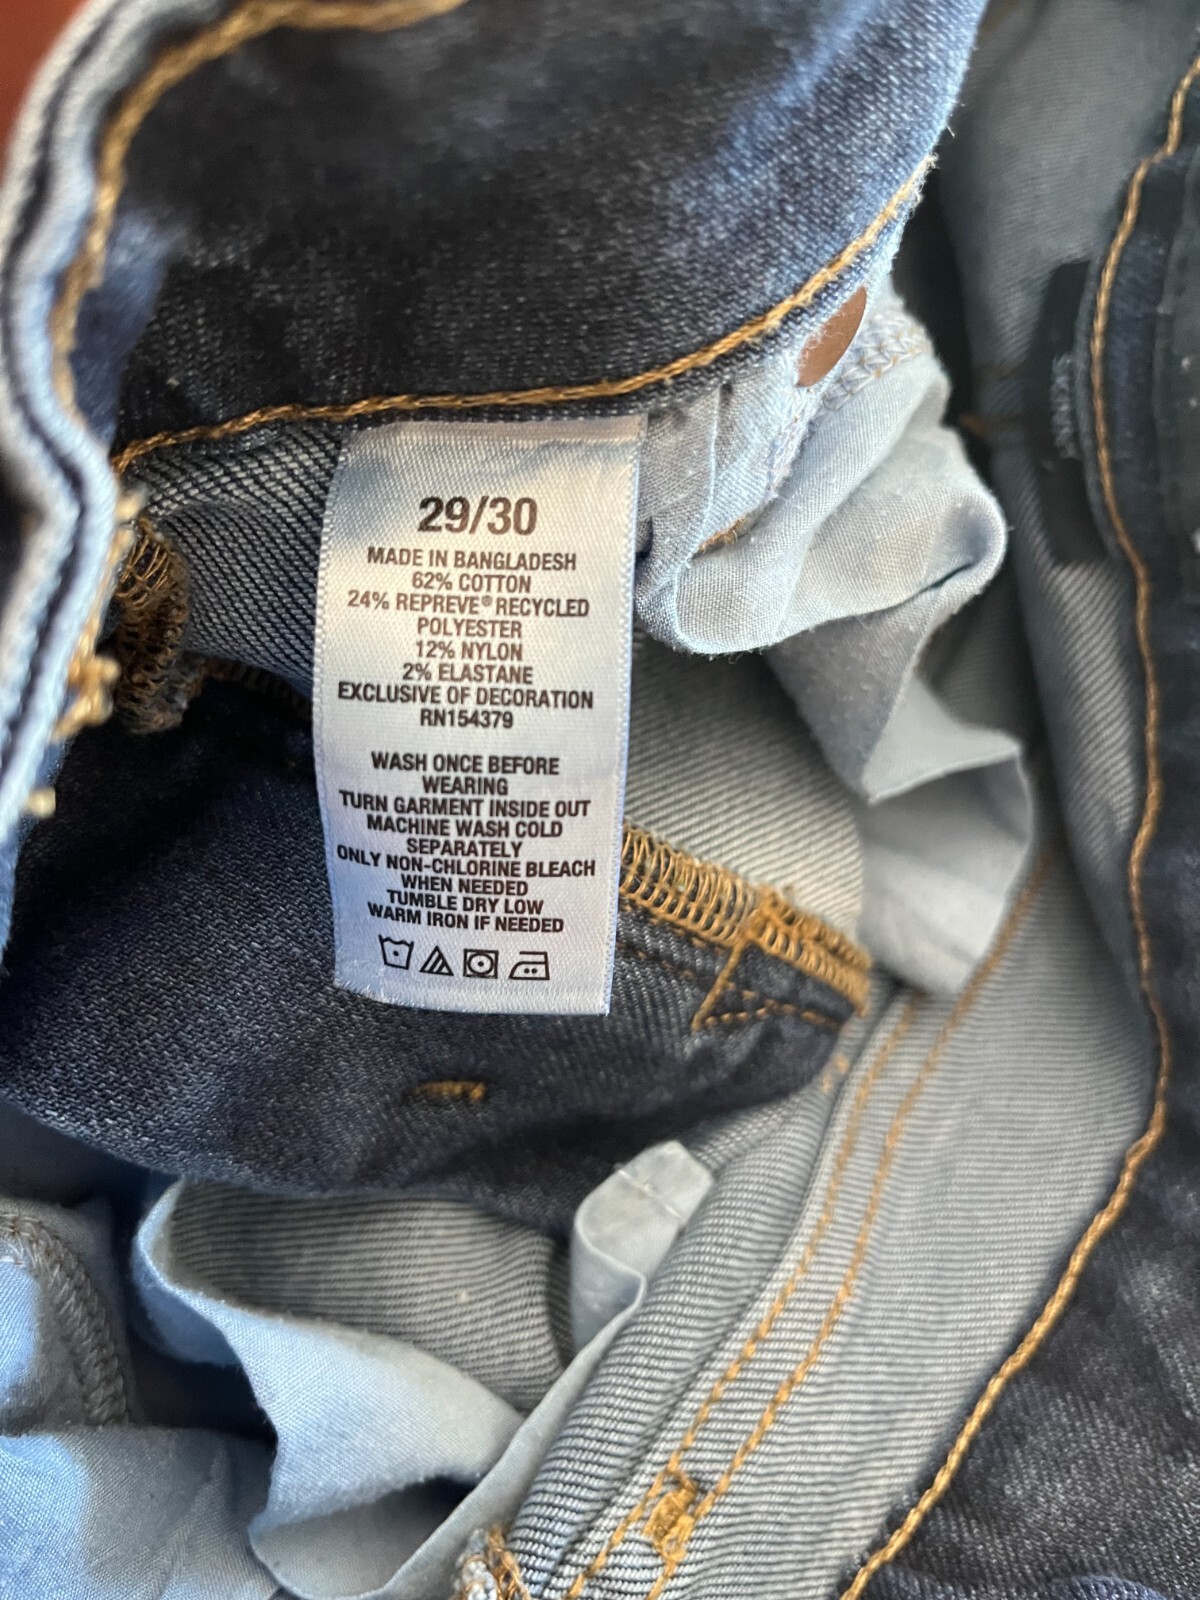 29/30
MADE IN BANGLADESH
62% COTTON
24% REPREVE® RECYCLED
POLYESTER
12% NYLON
2% ELASTANE
EXCLUSIVE OF DECORATION
RN154379
WASH ONCE BEFORE
WEARING
TURN GARMENT INSIDE OUT
MACHINE WASH COLD
SEPARATELY
ONLY NON-CHLORINE BLEACH
WHEN NEEDED
TUMBLE DRY LOW
WARM IRON IF NEEDED